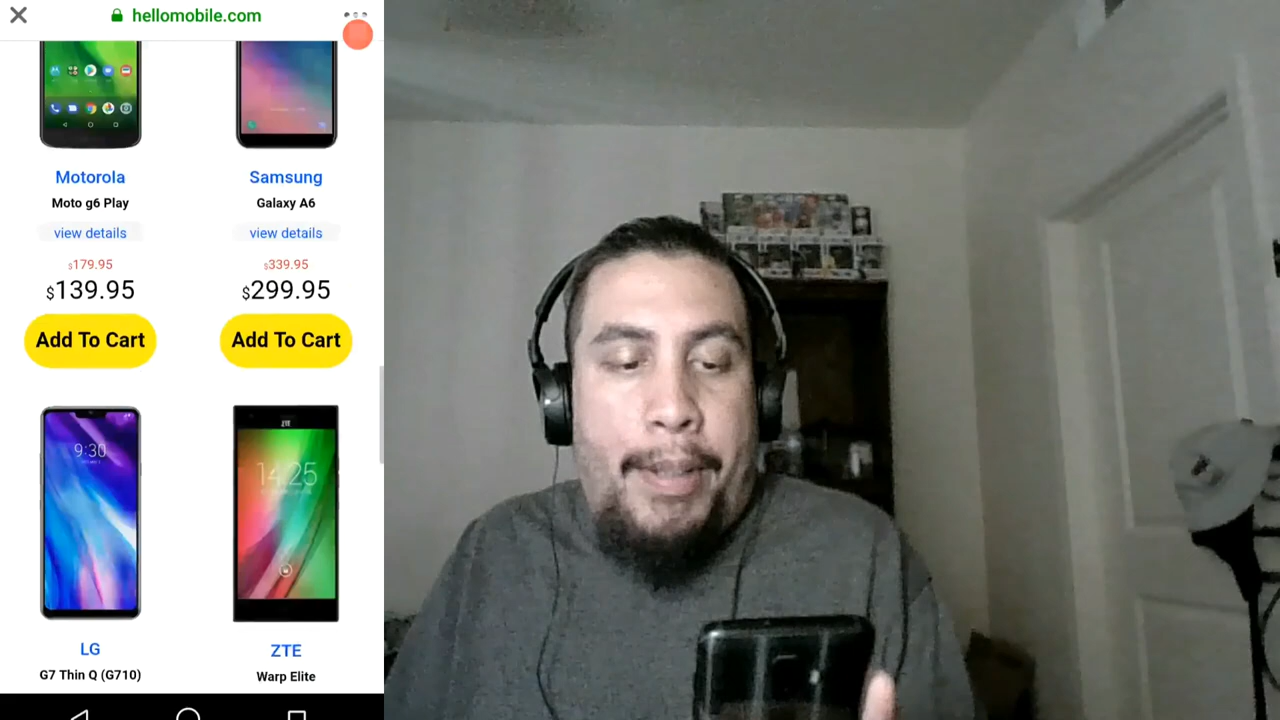 hellomobile.com
Motorola
Samsung
Moto g6 Play
Galaxy A6
view details
view details
$179.95
$339.95
$139.95
$299.95
Add To Cart
Add To Cart
9:30
ZTE
14:25
LG
ZTE
G7 Thin Q (G710)
Warp Elite